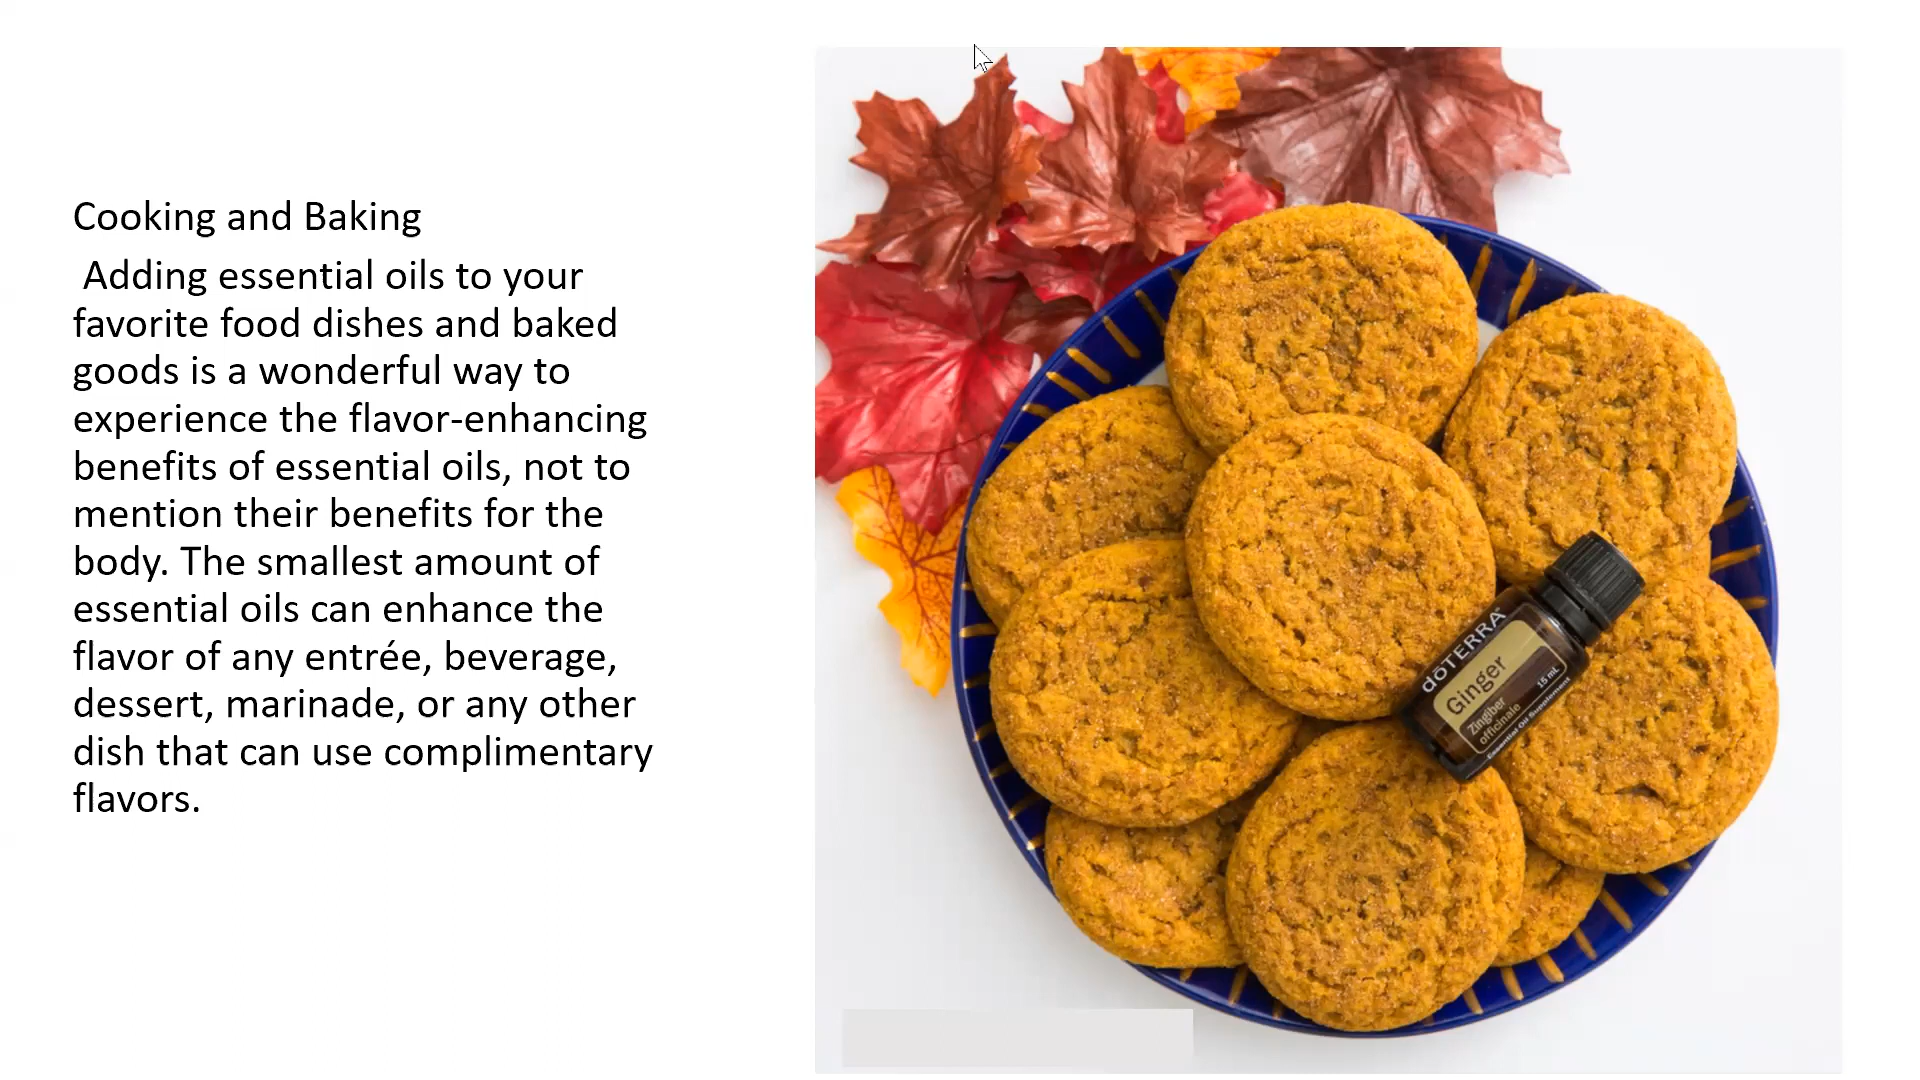 Cooking and Baking
Adding essential oils to your
favorite food dishes and baked
goods is a wonderful way to
experience the flavor-enhancing
benefits of essential oils, not to
mention their benefits for the
body. The smallest amount of
essential oils can enhance the
flavor of any entrée, beverage,
dessert, marinade, or any other
dish that can use complimentary
flavors.
dōTERRA
Ginger
Zingiber
officinale
15 mL
Essential Oil Supplement